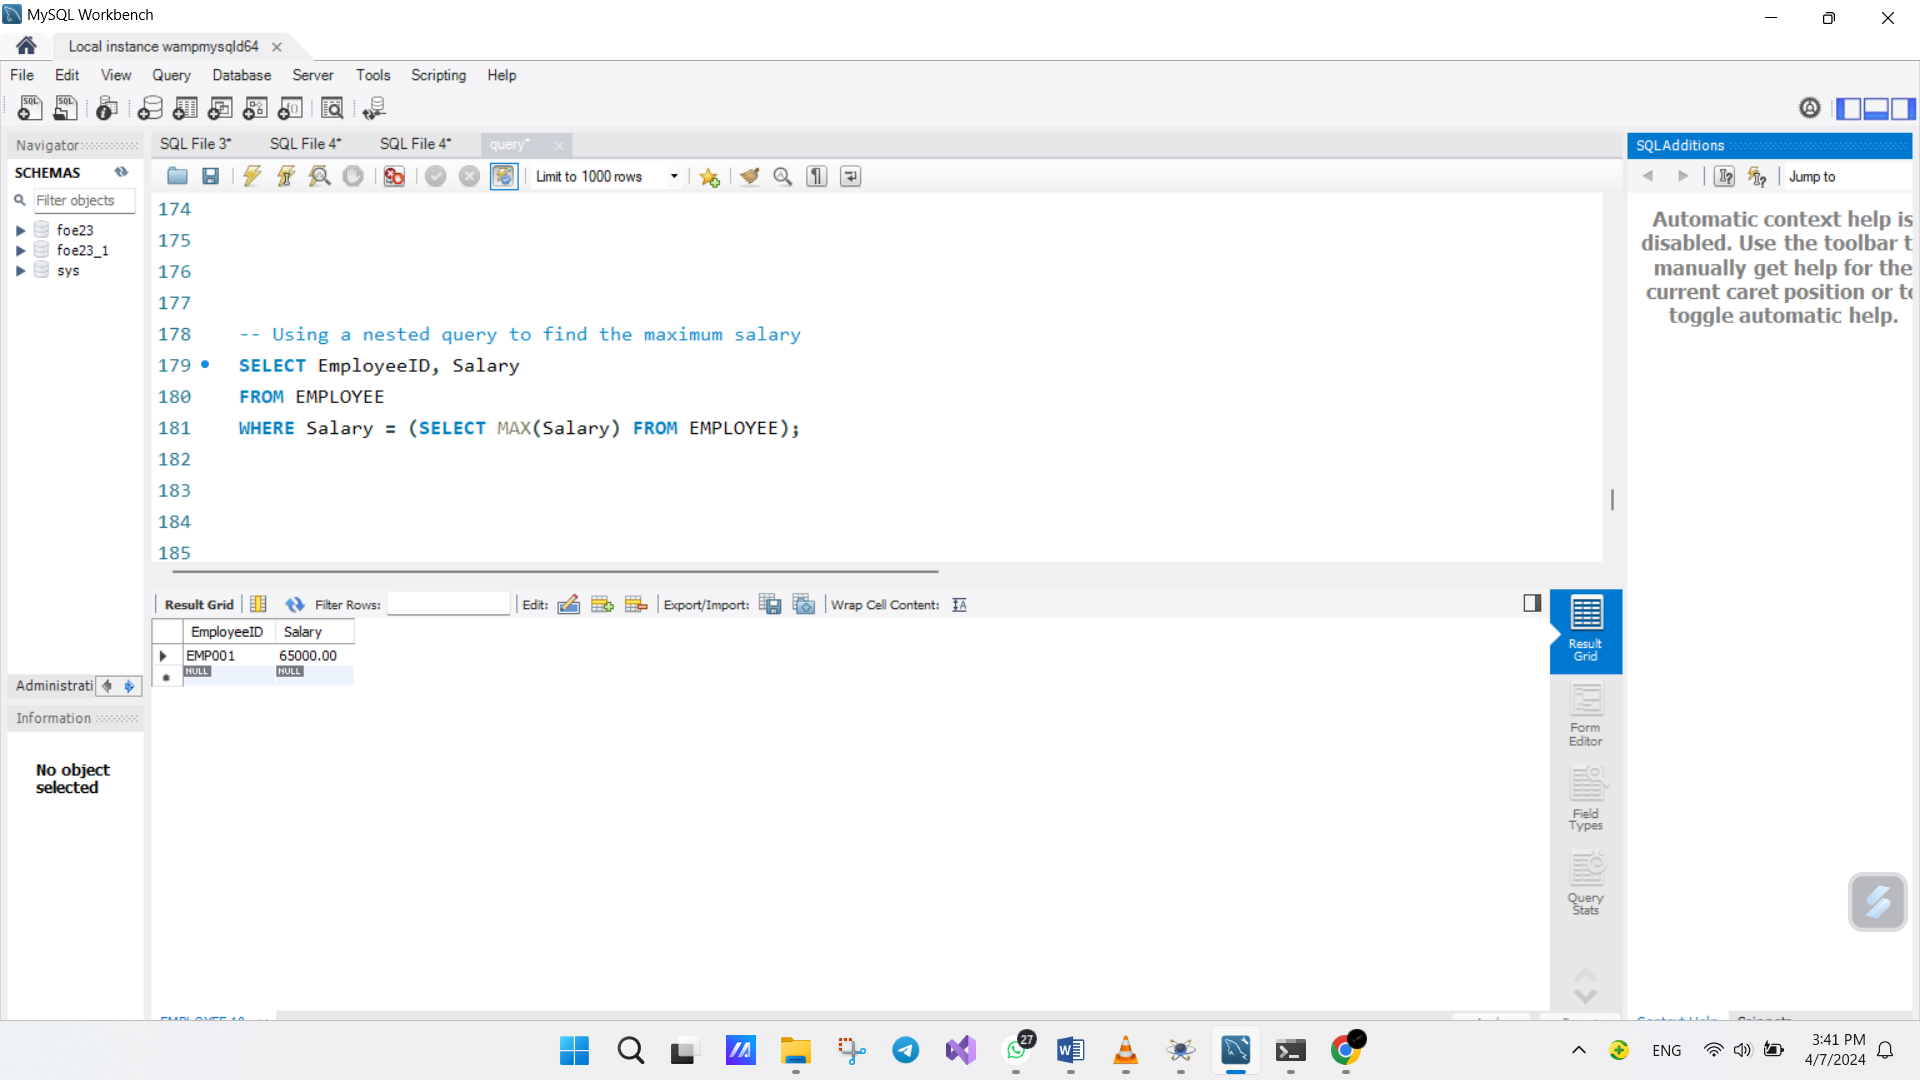 MySQL Workbench
Local instance wampmysqld64
File Edit View Query Database Server Tools Scripting Help
Navigator
SCHEMAS
Filter objects
foe23
foe23_1
sys
Administrati
Information
No object
selected
SQL File 3* SQL File 4* SQL File 4* query*
Limit to 1000 rows
174
175
176
177
178 -- Using a nested query to find the maximum salary
179 SELECT EmployeeID, Salary
180 FROM EMPLOYEE
181 WHERE Salary = (SELECT MAX(Salary) FROM EMPLOYEE);
182
183
184
185
Result Grid Filter Rows: Edit: Export/Import: Wrap Cell Content:
EmployeeID Salary
EMP001 65000.00
NULL NULL
Result
Grid
Form
Editor
Field
Types
Query
Stats
SQLAdditions
Jump to
Automatic context help is
disabled. Use the toolbar t
manually get help for the
current caret position or to
toggle automatic help.
27
ENG
3:41 PM
4/7/2024